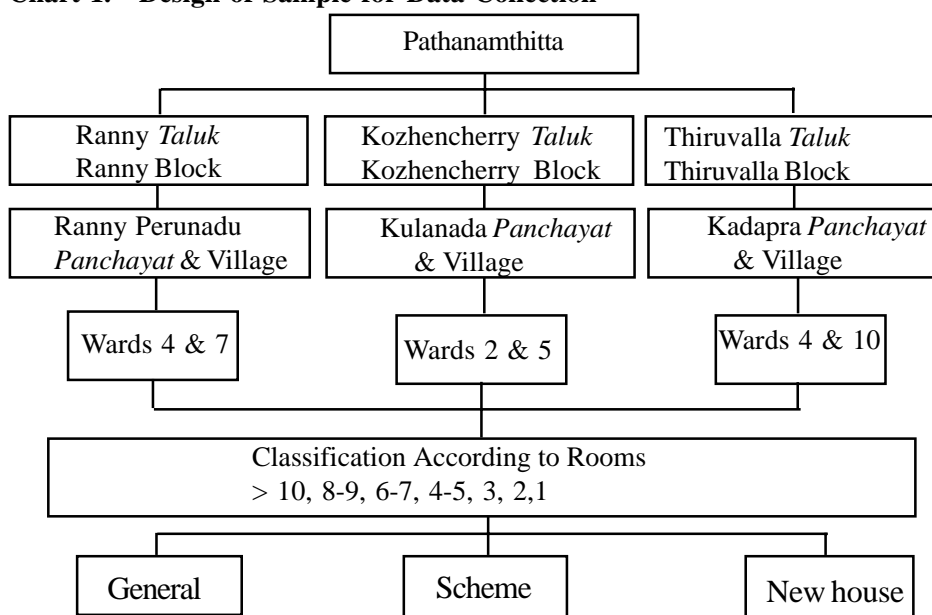 Chart 1. Design of Sample for Data Collection
Pathanamthitta
Ranny Taluk
Ranny Block
Kozhencherry Taluk
Kozhencherry Block
Thiruvalla Taluk
Thiruvalla Block
Ranny Perunadu
Panchayat & Village
Kulanada Panchayat
& Village
Kadapra Panchayat
& Village
Wards 4 & 7
Wards 2 & 5
Wards 4 & 10
Classification According to Rooms
> 10, 8-9, 6-7, 4-5, 3, 2,1
General
Scheme
New house